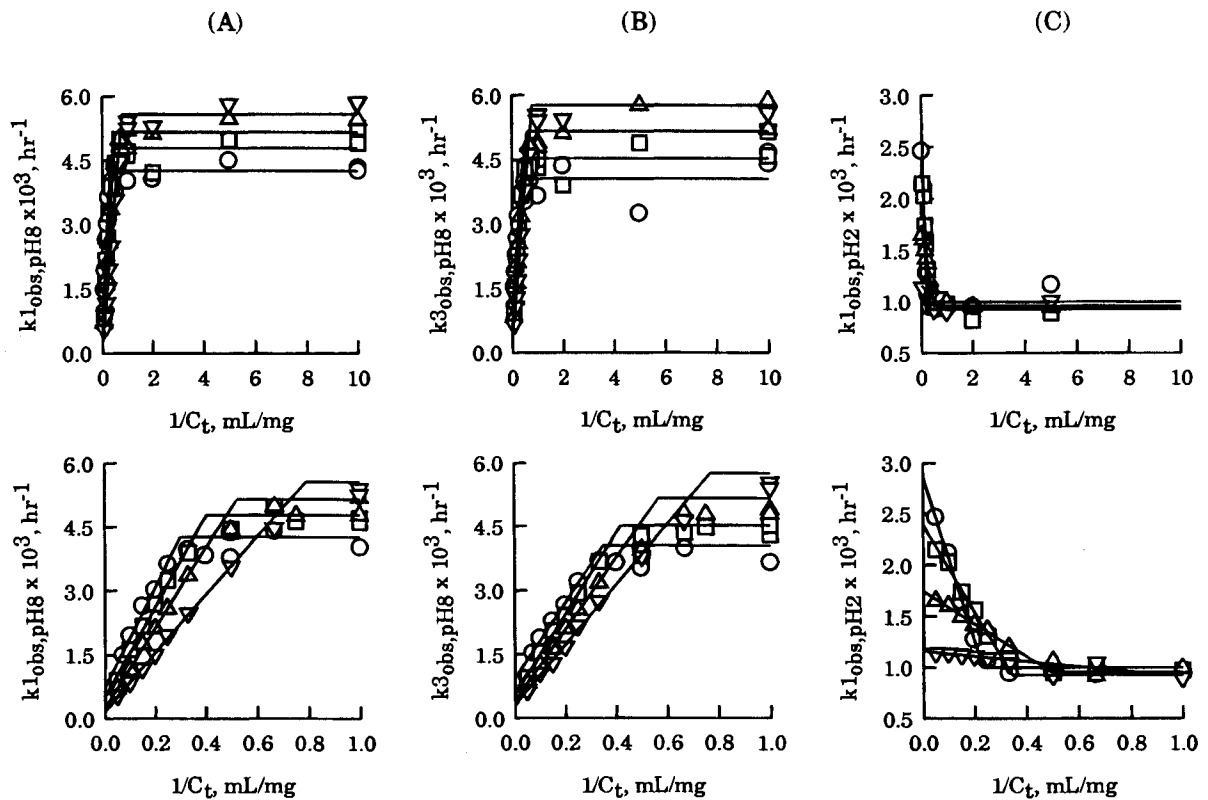 (A)
(B)
(C)
k1obs,pH8 ×10³, hr⁻¹
6.0
4.5
3.0
1.5
0.0
0 2 4 6 8 10
1/Ct, mL/mg
k3obs,pH8 × 10³, hr⁻¹
6.0
4.5
3.0
1.5
0.0
0 2 4 6 8 10
1/Ct, mL/mg
k1obs,pH2 × 10³, hr⁻¹
3.0
2.5
2.0
1.5
1.0
0.5
0 2 4 6 8 10
1/Ct, mL/mg
k1obs,pH8 × 10³, hr⁻¹
6.0
4.5
3.0
1.5
0.0
0.0 0.2 0.4 0.6 0.8 1.0
1/Ct, mL/mg
k3obs,pH8 × 10³, hr⁻¹
6.0
4.5
3.0
1.5
0.0
0.0 0.2 0.4 0.6 0.8 1.0
1/Ct, mL/mg
k1obs,pH2 × 10³, hr⁻¹
3.0
2.5
2.0
1.5
1.0
0.5
0.0 0.2 0.4 0.6 0.8 1.0
1/Ct, mL/mg